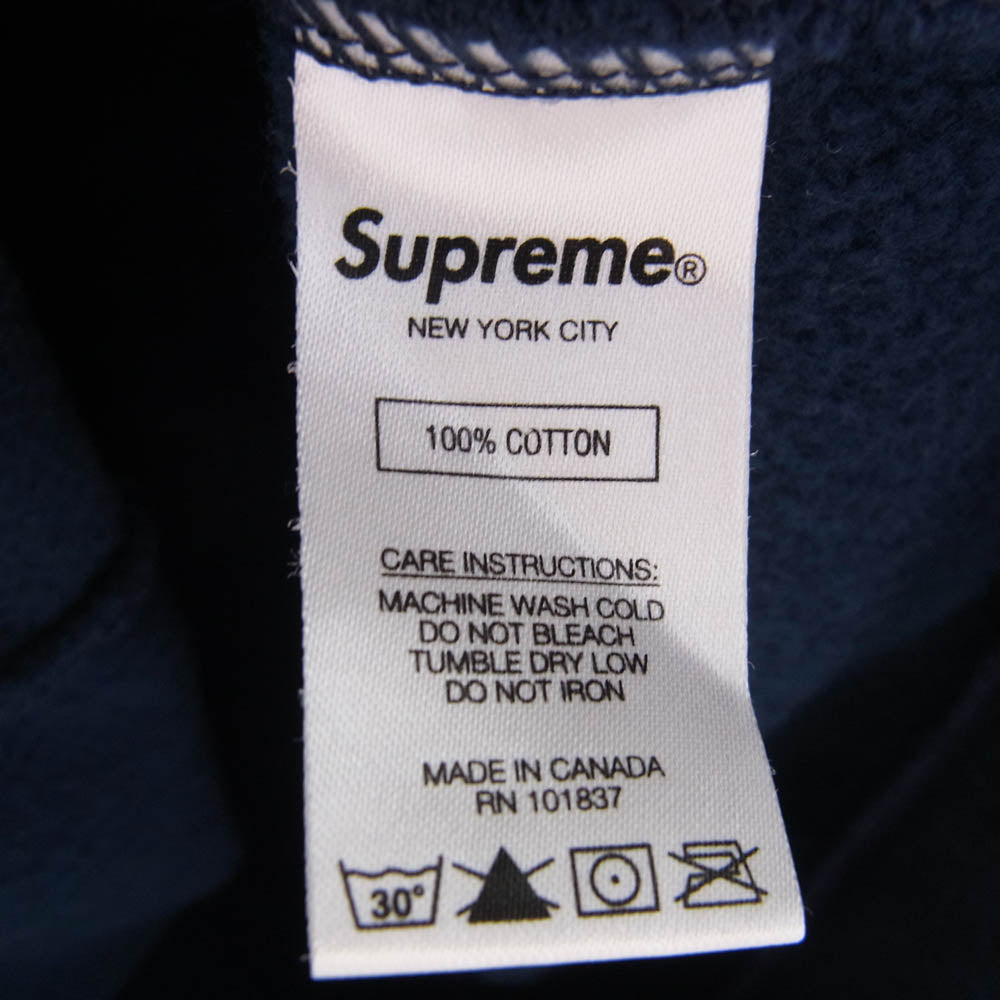 Supreme®
NEW YORK CITY
100% COTTON
CARE INSTRUCTIONS:
MACHINE WASH COLD
DO NOT BLEACH
TUMBLE DRY LOW
DO NOT IRON
MADE IN CANADA
RN 101837
30°